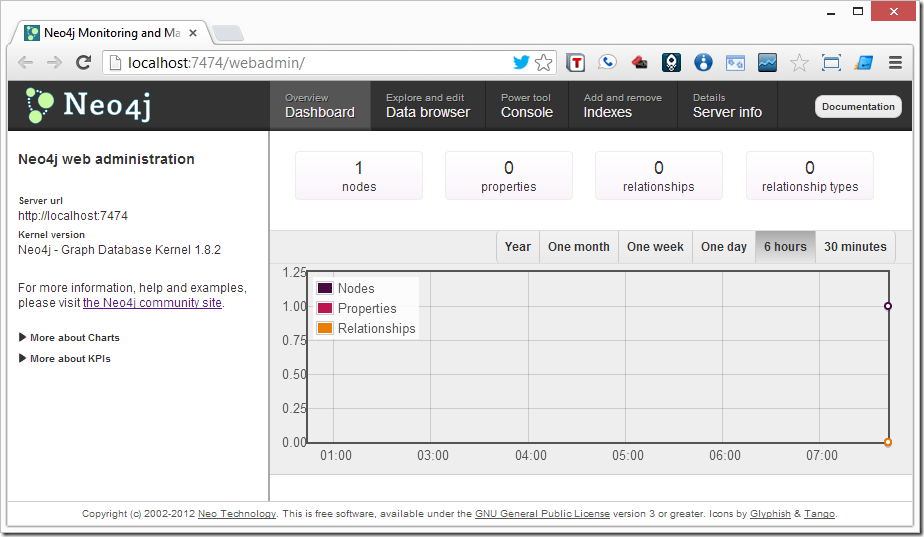 Neo4j Monitoring and Ma
localhost:7474/webadmin/
Neo4j
Overview
Dashboard
Explore and edit
Data browser
Power tool
Console
Add and remove
Indexes
Details
Server info
Documentation
Neo4j web administration
Server url
http://localhost:7474
Kernel version
Neo4j - Graph Database Kernel 1.8.2
For more information, help and examples,
please visit the Neo4j community site.
More about Charts
More about KPIs
1
nodes
0
properties
0
relationships
0
relationship types
Year One month One week One day 6 hours 30 minutes
1.25
1.00
0.75
0.50
0.25
0.00
Nodes
Properties
Relationships
01:00 03:00 04:00 05:00 06:00 07:00
Copyright (c) 2002-2012 Neo Technology. This is free software, available under the GNU General Public License version 3 or greater. Icons by Glyphish & Tango.